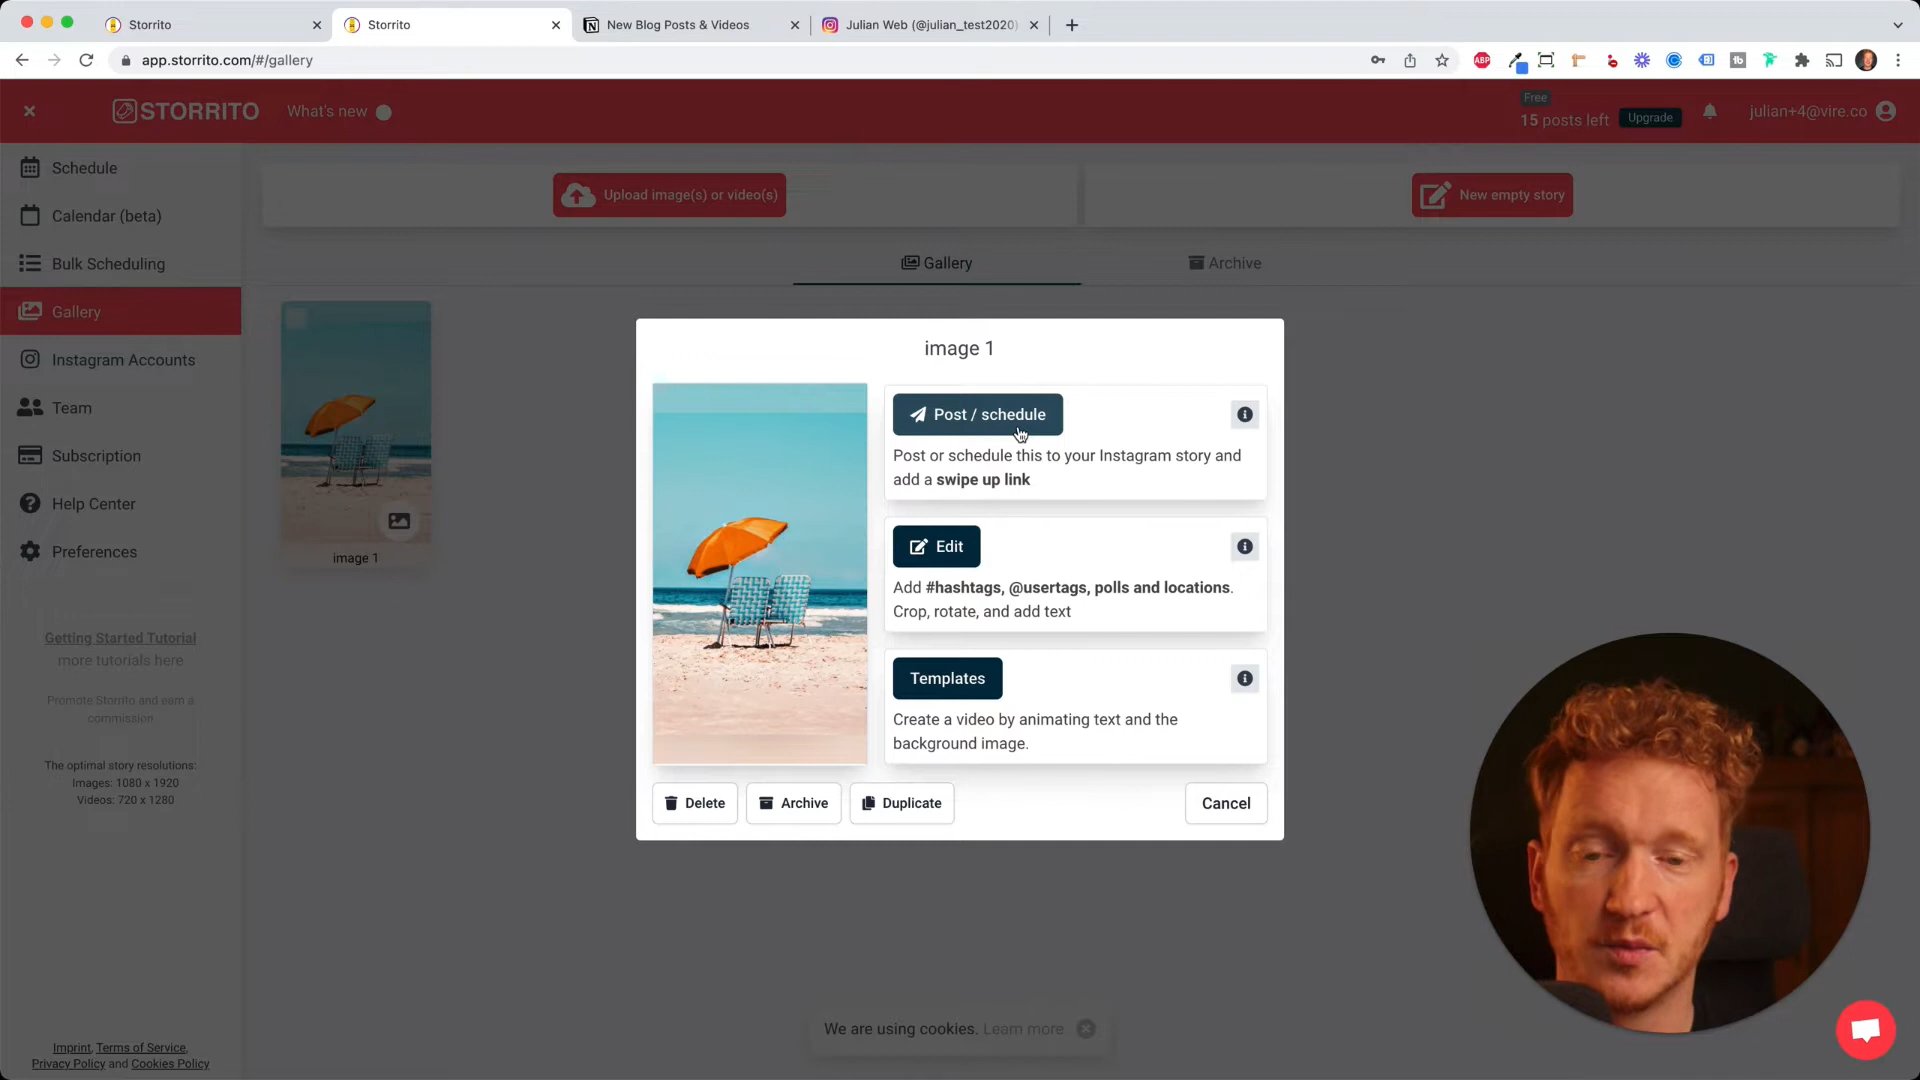 Storrito
Storrito
New Blog Posts & Videos
Julian Web (@julian_test2020)
app.storrito.com/#/gallery
ABP
STORRITO
What's new
Free
15 posts left
Upgrade
julian+4@vire.co
Schedule
Calendar (beta)
Bulk Scheduling
Gallery
Instagram Accounts
Team
Subscription
Help Center
Preferences
Getting Started Tutorial
more tutorials here
Promote Storrito and earn a
commission
The optimal story resolutions:
Images: 1080 x 1920
Videos: 720 x 1280
Imprint, Terms of Service,
Privacy Policy and Cookies Policy
Upload image(s) or video(s)
New empty story
Gallery
Archive
image 1
image 1
Post / schedule
Post or schedule this to your Instagram story and
add a swipe up link
Edit
Add #hashtags, @usertags, polls and locations.
Crop, rotate, and add text
Templates
Create a video by animating text and the
background image.
Delete
Archive
Duplicate
Cancel
We are using cookies. Learn more